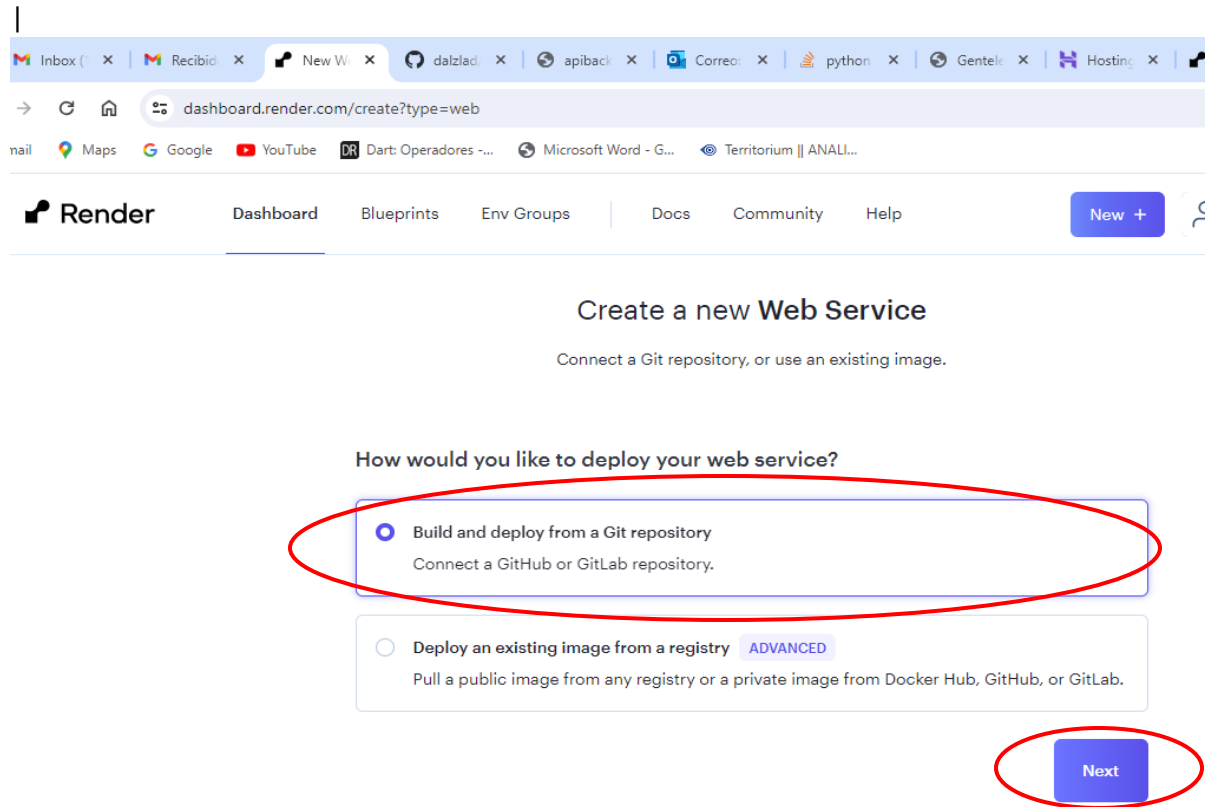 Inbox (1 Recibid New W dalzlad apiback Correo: python Gentele Hosting
dashboard.render.com/create?type=web
Maps Google YouTube DR Dart: Operadores -... Microsoft Word - G... Territorium || ANALI...
Render Dashboard Blueprints Env Groups Docs Community Help New +
Create a new Web Service
Connect a Git repository, or use an existing image.
How would you like to deploy your web service?
Build and deploy from a Git repository
Connect a GitHub or GitLab repository.
Deploy an existing image from a registry ADVANCED
Pull a public image from any registry or a private image from Docker Hub, GitHub, or GitLab.
Next